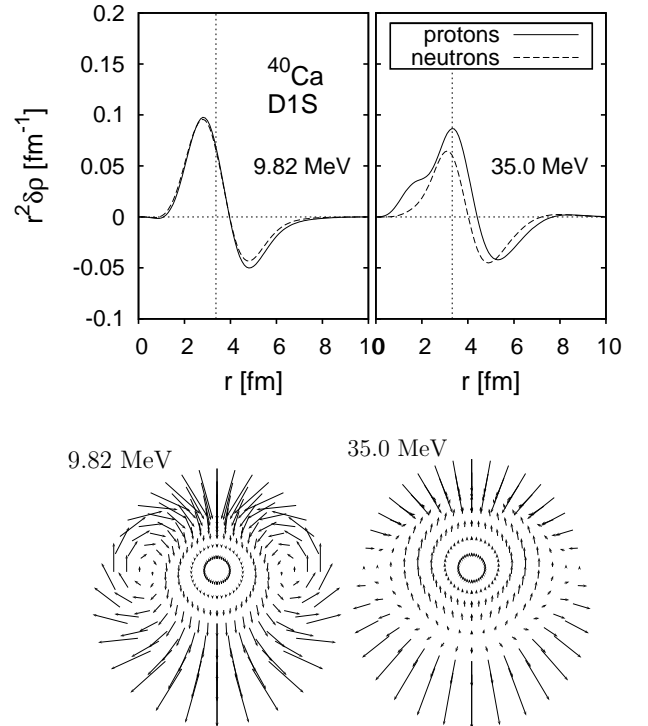 0.2
0.15
0.1
0.05
0
-0.05
-0.1
r²δρ [fm⁻¹]
⁴⁰Ca
D1S
9.82 MeV
0 2 4 6 8 10
r [fm]
protons
neutrons
35.0 MeV
0 2 4 6 8 10
r [fm]
9.82 MeV
35.0 MeV